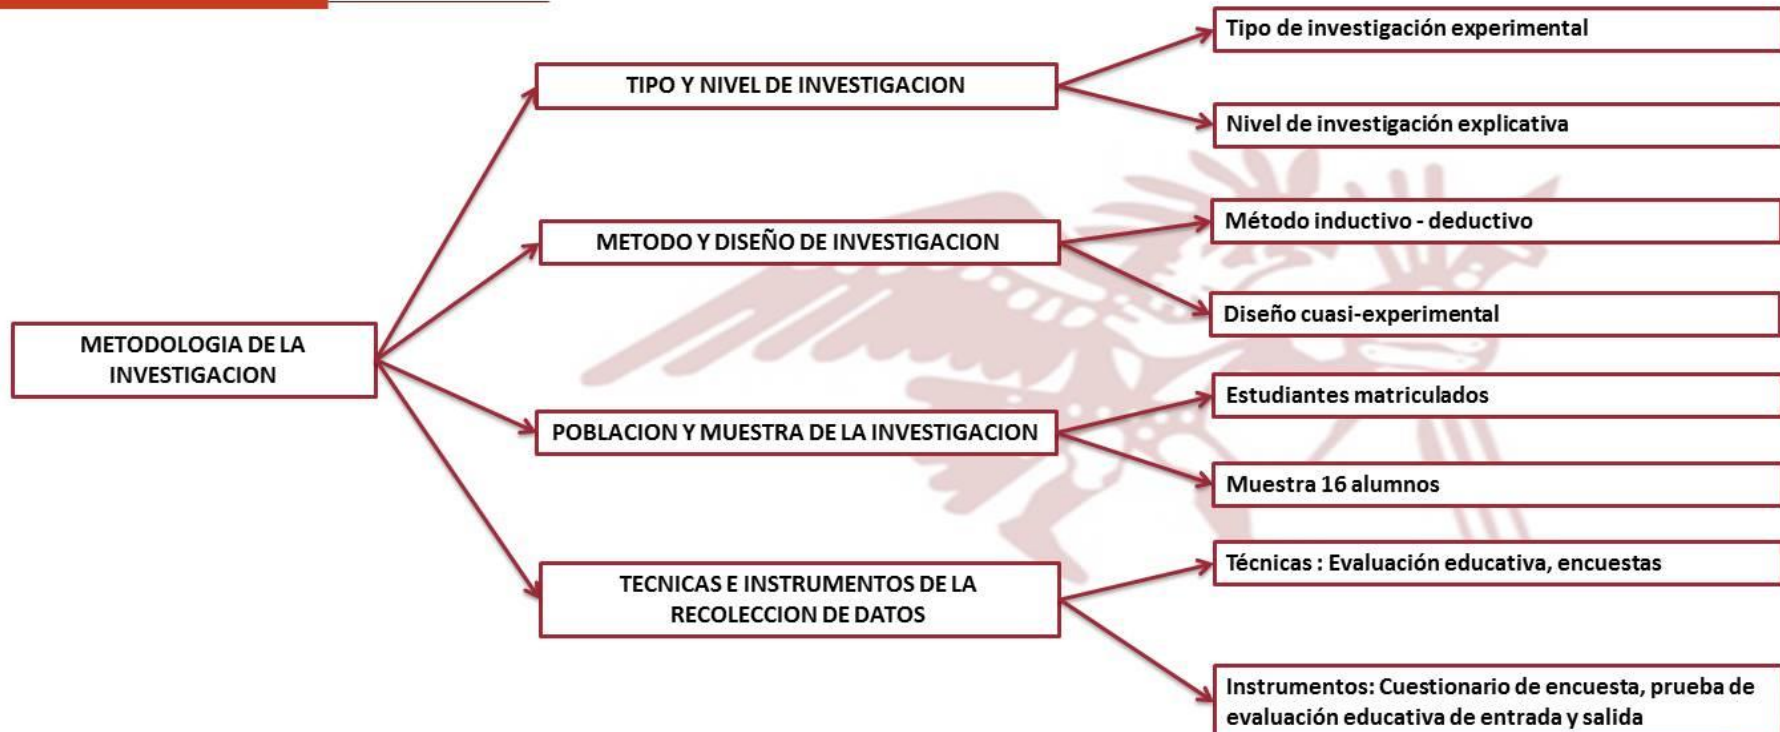 METODOLOGIA DE LA
INVESTIGACION
TIPO Y NIVEL DE INVESTIGACION
Tipo de investigación experimental
Nivel de investigación explicativa
METODO Y DISEÑO DE INVESTIGACION
Método inductivo - deductivo
Diseño cuasi-experimental
POBLACION Y MUESTRA DE LA INVESTIGACION
Estudiantes matriculados
Muestra 16 alumnos
TECNICAS E INSTRUMENTOS DE LA
RECOLECCION DE DATOS
Técnicas : Evaluación educativa, encuestas
Instrumentos: Cuestionario de encuesta, prueba de
evaluación educativa de entrada y salida